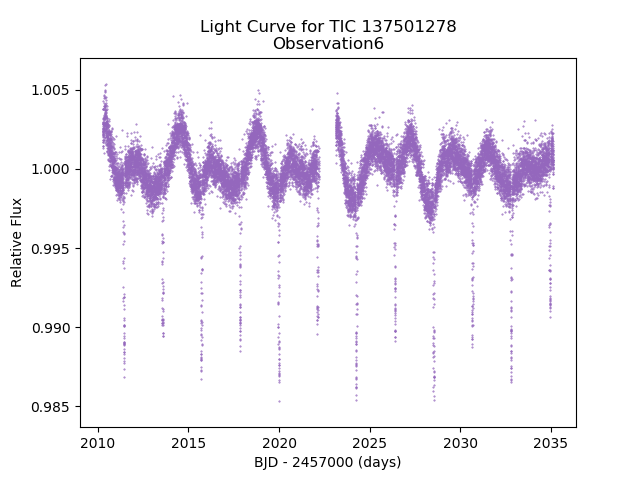 Light Curve for TIC 137501278
Observation6
1.005
1.000
0.995
0.990
0.985
Relative Flux
2010 2015 2020 2025 2030 2035
BJD - 2457000 (days)